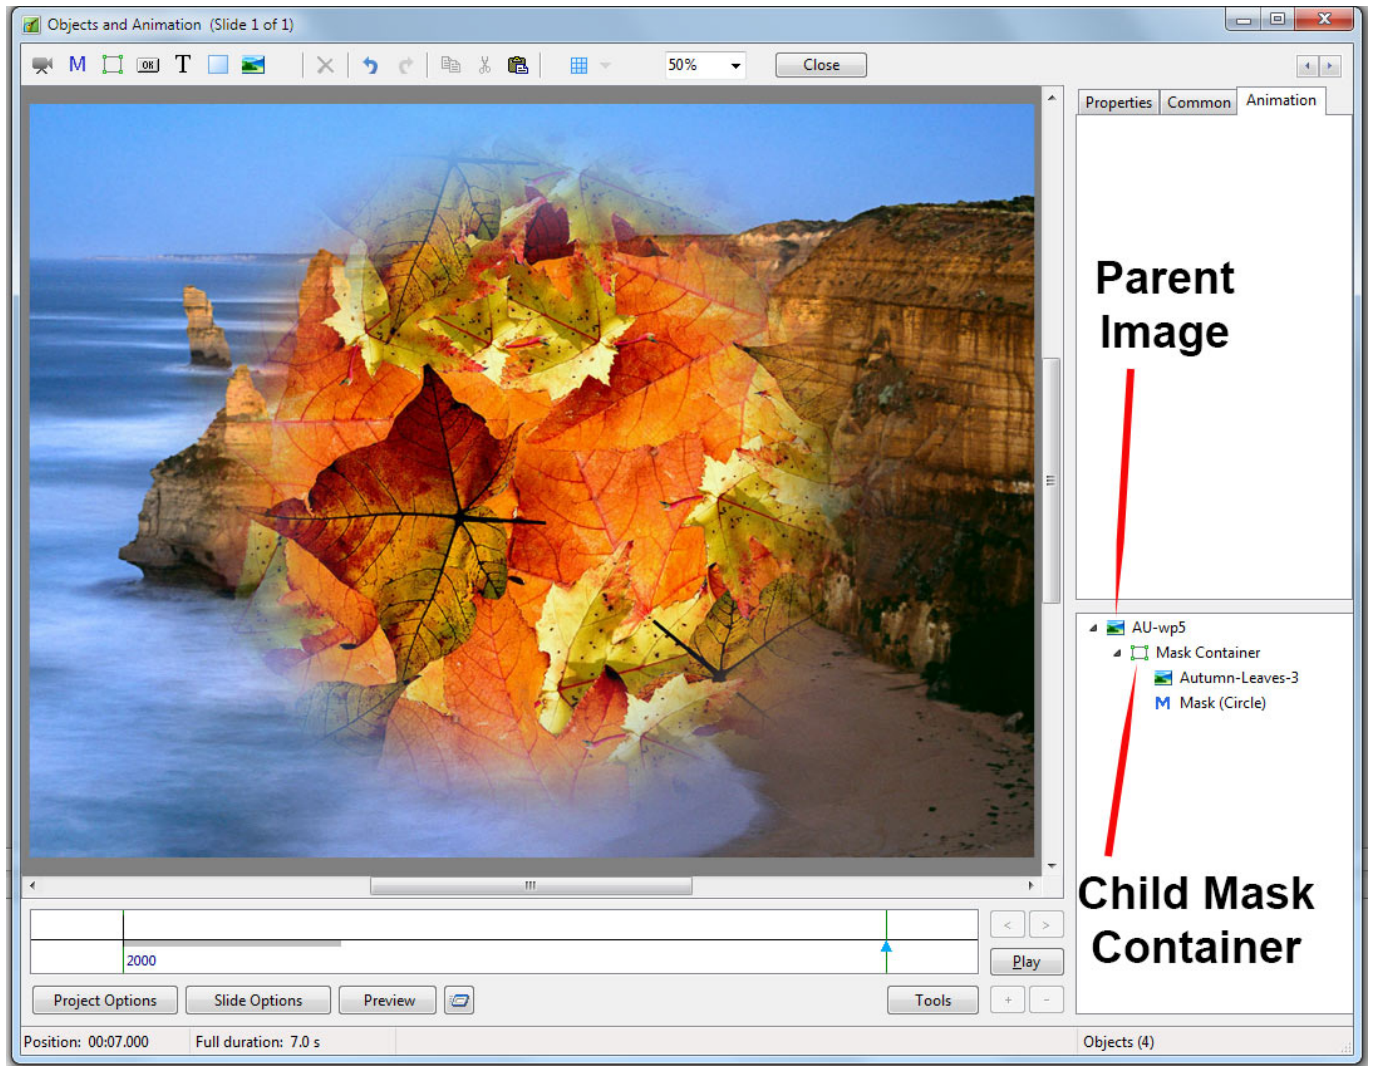 Objects and Animation (Slide 1 of 1)
M
OK
T
50%
Close
Properties
Common
Animation
Parent
Image
AU-wp5
Mask Container
Autumn-Leaves-3
M Mask (Circle)
Child Mask
Container
2000
<
>
Play
Project Options
Slide Options
Preview
Tools
+
-
Position: 00:07.000
Full duration: 7.0 s
Objects (4)